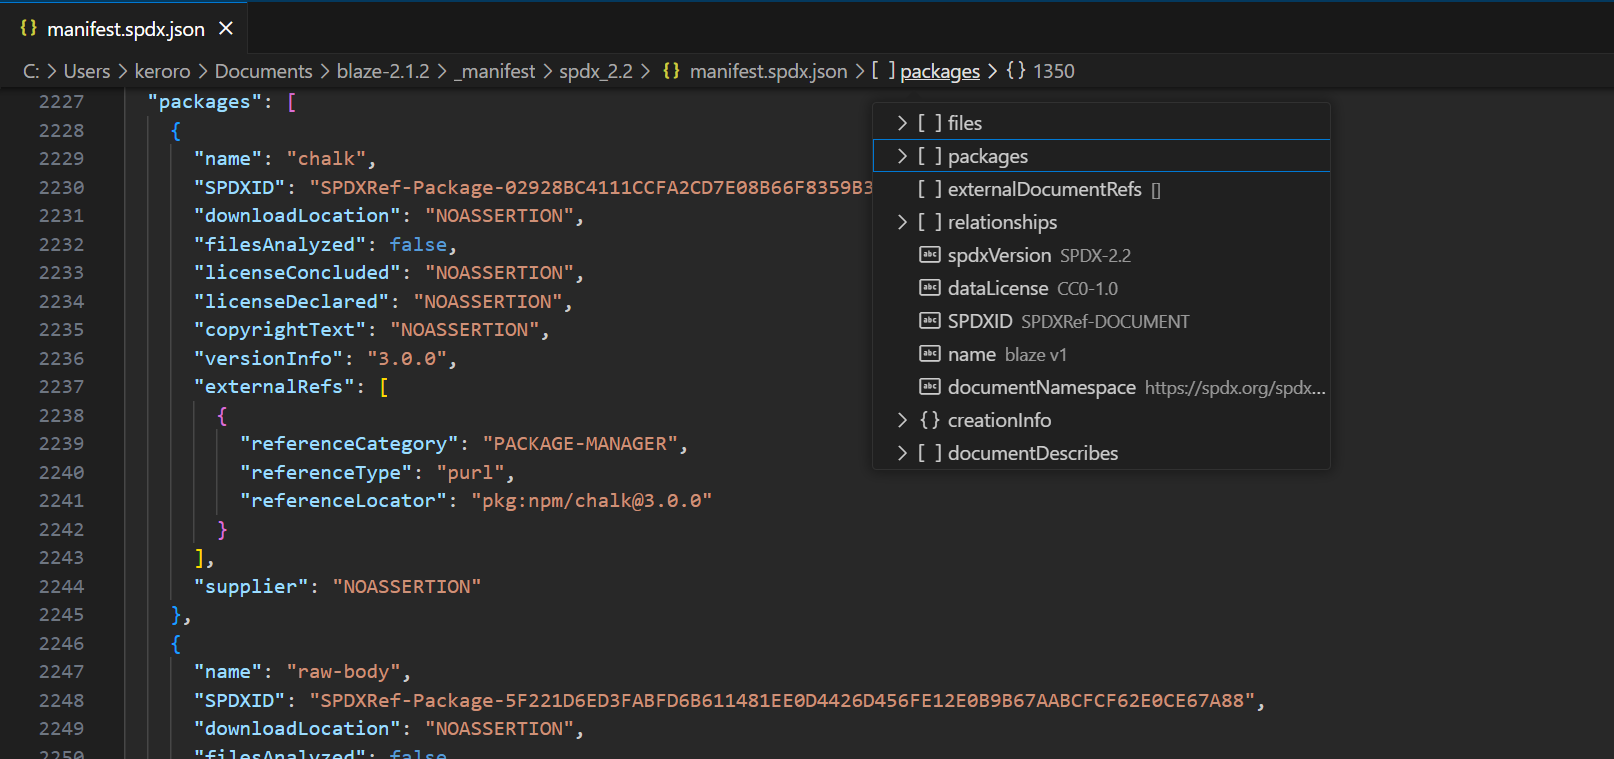 {} manifest.spdx.json ×
C: > Users > keroro > Documents > blaze-2.1.2 > _manifest > spdx_2.2 > {} manifest.spdx.json > [ ] packages > {} 1350
2227 "packages": [
2228 {
2229 "name": "chalk",
2230 "SPDXID": "SPDXRef-Package-02928BC4111CCFA2CD7E08B66F8359B3
2231 "downloadLocation": "NOASSERTION",
2232 "filesAnalyzed": false,
2233 "licenseConcluded": "NOASSERTION",
2234 "licenseDeclared": "NOASSERTION",
2235 "copyrightText": "NOASSERTION",
2236 "versionInfo": "3.0.0",
2237 "externalRefs": [
2238 {
2239 "referenceCategory": "PACKAGE-MANAGER",
2240 "referenceType": "purl",
2241 "referenceLocator": "pkg:npm/chalk@3.0.0"
2242 }
2243 ],
2244 "supplier": "NOASSERTION"
2245 },
2246 {
2247 "name": "raw-body",
2248 "SPDXID": "SPDXRef-Package-5F221D6ED3FABFD6B611481EE0D4426D456FE12E0B9B67AABCFCF62E0CE67A88",
2249 "downloadLocation": "NOASSERTION",
2250 "filesAnalyzed": false
> [ ] files
> [ ] packages
[ ] externalDocumentRefs []
> [ ] relationships
abc spdxVersion SPDX-2.2
abc dataLicense CC0-1.0
abc SPDXID SPDXRef-DOCUMENT
abc name blaze v1
abc documentNamespace https://spdx.org/spdx...
> {} creationInfo
> [ ] documentDescribes